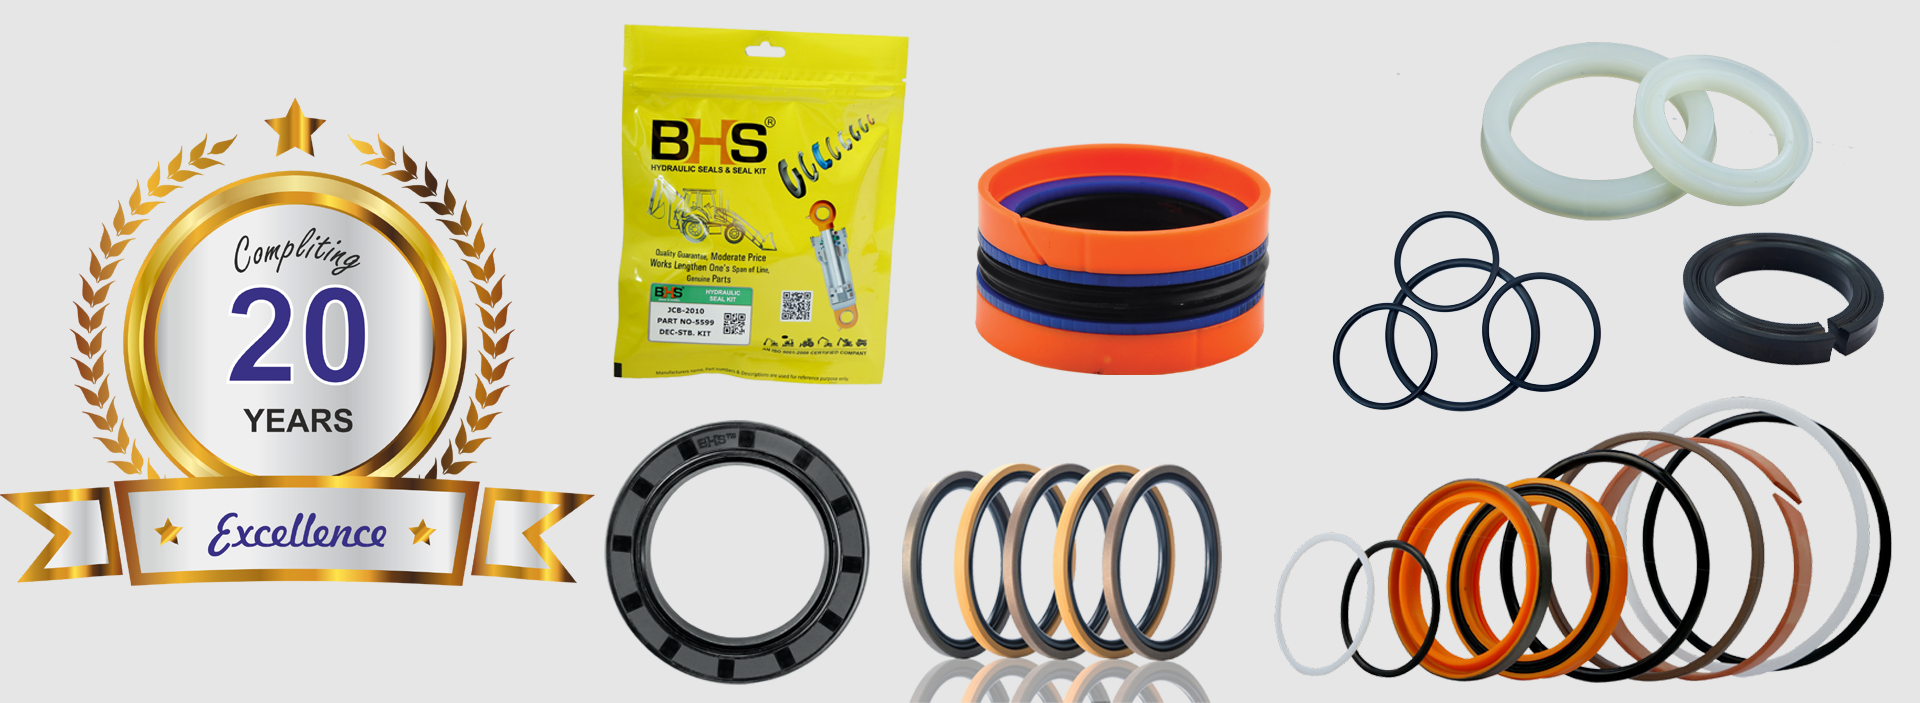 Compliting
20
YEARS
Excellence
BHS®
HYDRAULIC SEALS & SEAL KIT
Quality Guarantee, Moderate Price
Works Lengthen One's Span of Line,
Genuine Parts
BHS
HYDRAULIC
SEAL KIT
JCB-2010
PART NO-5599
DEC-STB. KIT
AN ISO 9001:2008 CERTIFIED COMPANY
Manufacturers name, Part numbers & Descriptions are used for reference purpose only.
BHS™